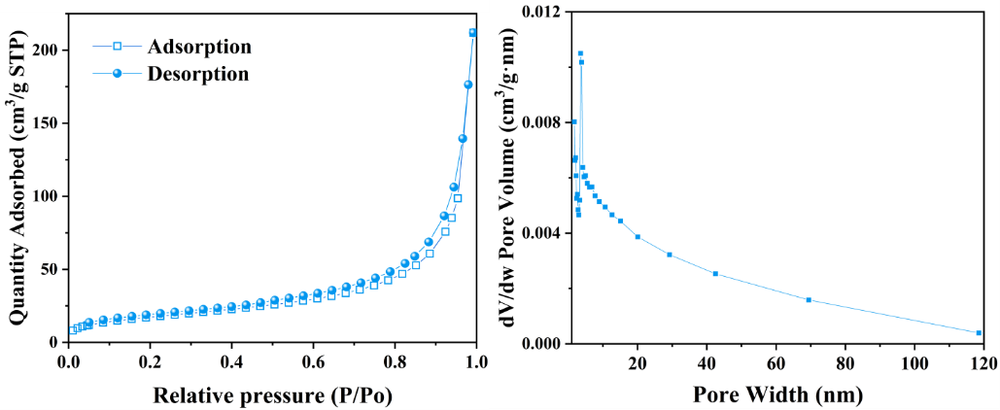 Quantity Adsorbed (cm³/g STP)
200
150
100
50
0
Adsorption
Desorption
0.0 0.2 0.4 0.6 0.8 1.0
Relative pressure (P/Po)
dV/dw Pore Volume (cm³/g·nm)
0.012
0.008
0.004
0.000
20 40 60 80 100 120
Pore Width (nm)